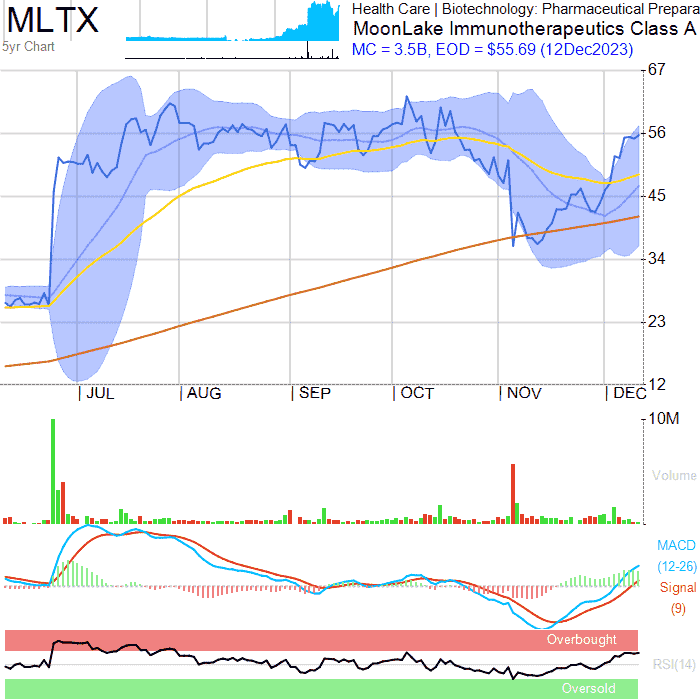 MLTX
5yr Chart
Health Care | Biotechnology: Pharmaceutical Prepara
MoonLake Immunotherapeutics Class A
MC = 3.5B, EOD = $55.69 (12Dec2023)
67
56
45
34
23
12
JUL AUG SEP OCT NOV DEC
10M
Volume
MACD
(12-26)
Signal
(9)
Overbought
RSI(14)
Oversold